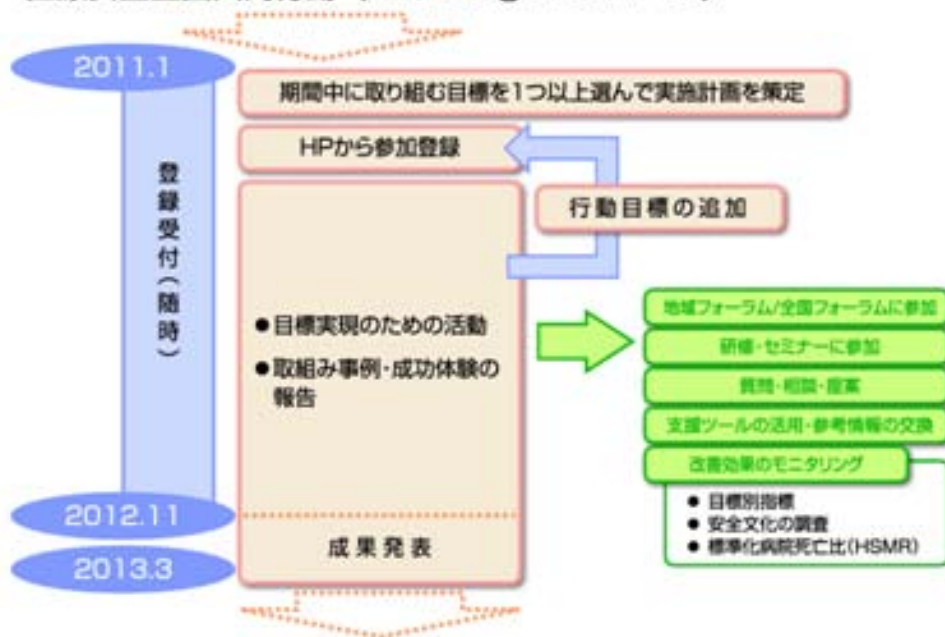 2011.1
期間中に取り組む目標を1つ以上選んで実施計画を策定
HPから参加登録
登録受付(随時)
行動目標の追加
●目標実現のための活動
●取組み事例・成功体験の
報告
地域フォーラム/全国フォーラムに参加
研修・セミナーに参加
質問・相談・提案
支援ツールの活用・参考情報の交換
改善効果のモニタリング
● 目標別指標
● 安全文化の調査
● 標準化病院死亡比(HSMR)
2012.11
成果発表
2013.3